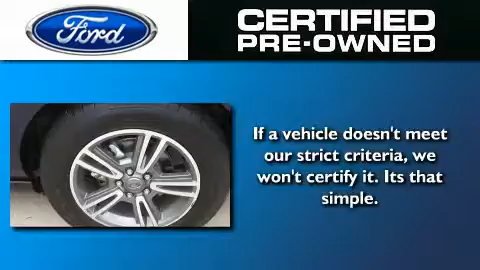 Ford
CERTIFIED
PRE-OWNED
If a vehicle doesn't meet
our strict criteria, we
won't certify it. Its that
simple.